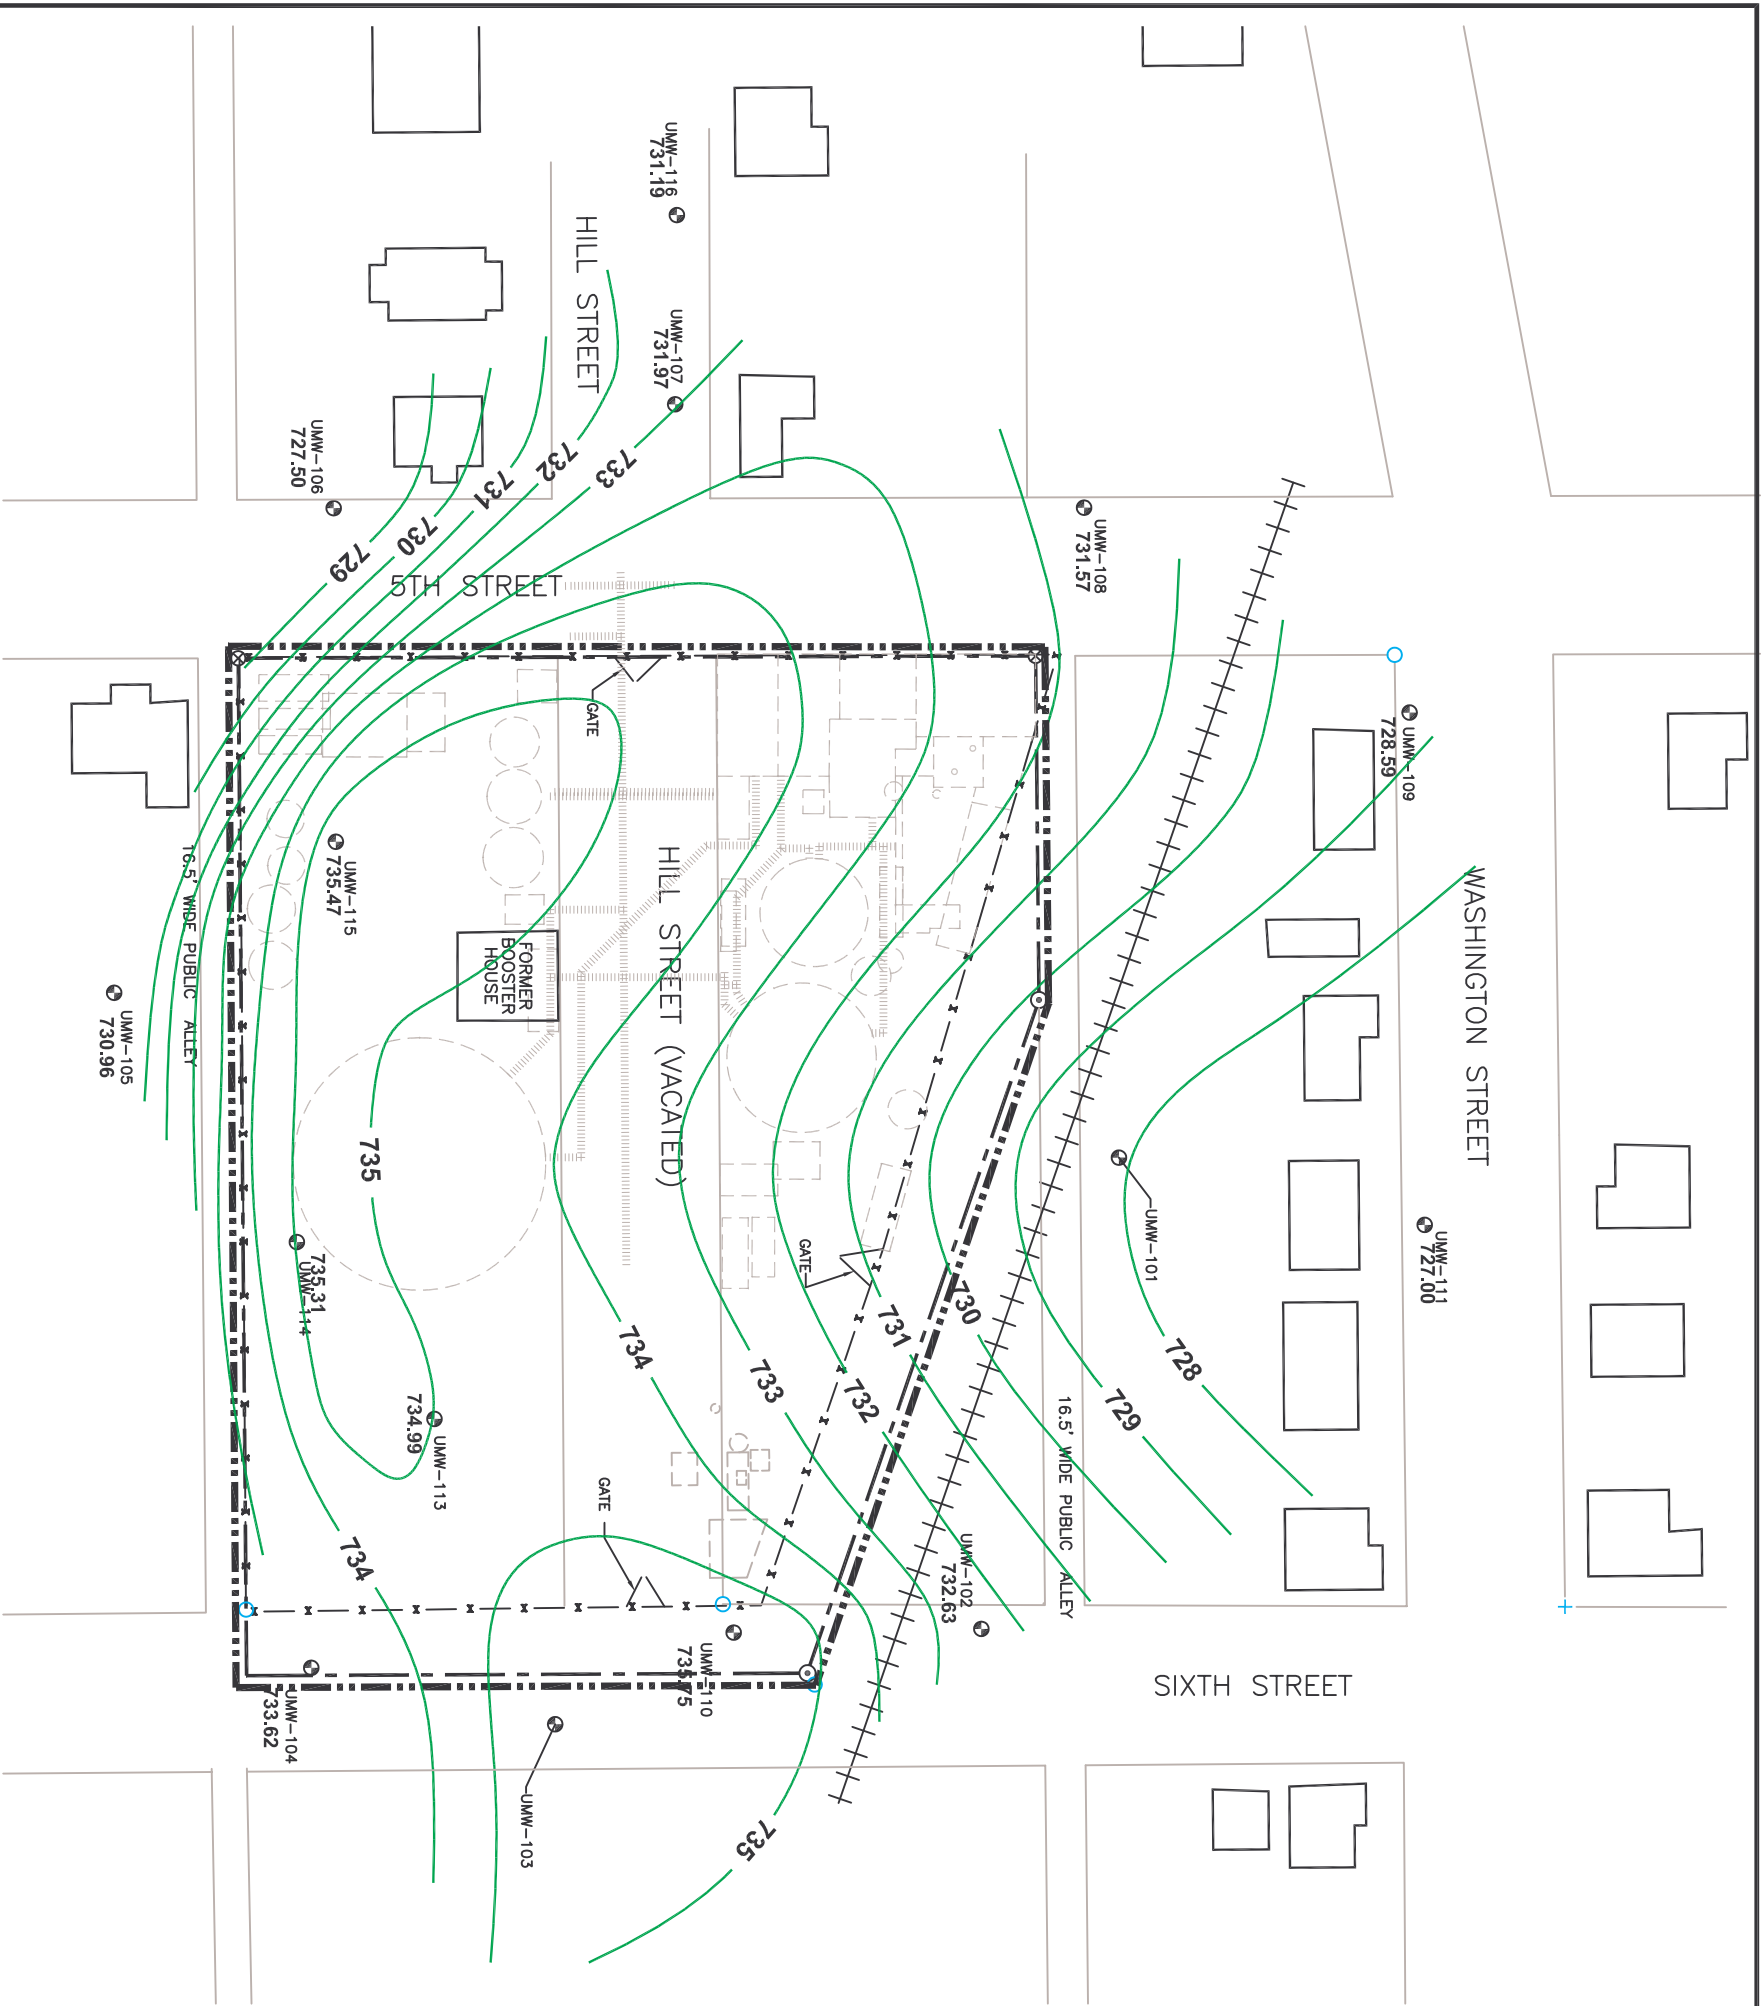 UMW-116
731.19
HILL STREET
UMW-107
731.97
UMW-106
727.50
732
733
731
730
729
5TH STREET
UMW-108
731.57
GATE
UMW-109
728.59
UMW-115
735.47
16.5' WIDE PUBLIC ALLEY
HILL STREET (VACATED)
WASHINGTON STREET
FORMER
BOOSTER
HOUSE
UMW-105
730.96
735
UMW-101
UMW-111
727.00
GATE
735.31
UMW-114
730
731
734
733
732
728
729
734.99
UMW-113
16.5' WIDE PUBLIC ALLEY
GATE
734
UMW-102
732.63
UMW-110
735.75
UMW-104
733.62
SIXTH STREET
UMW-103
735